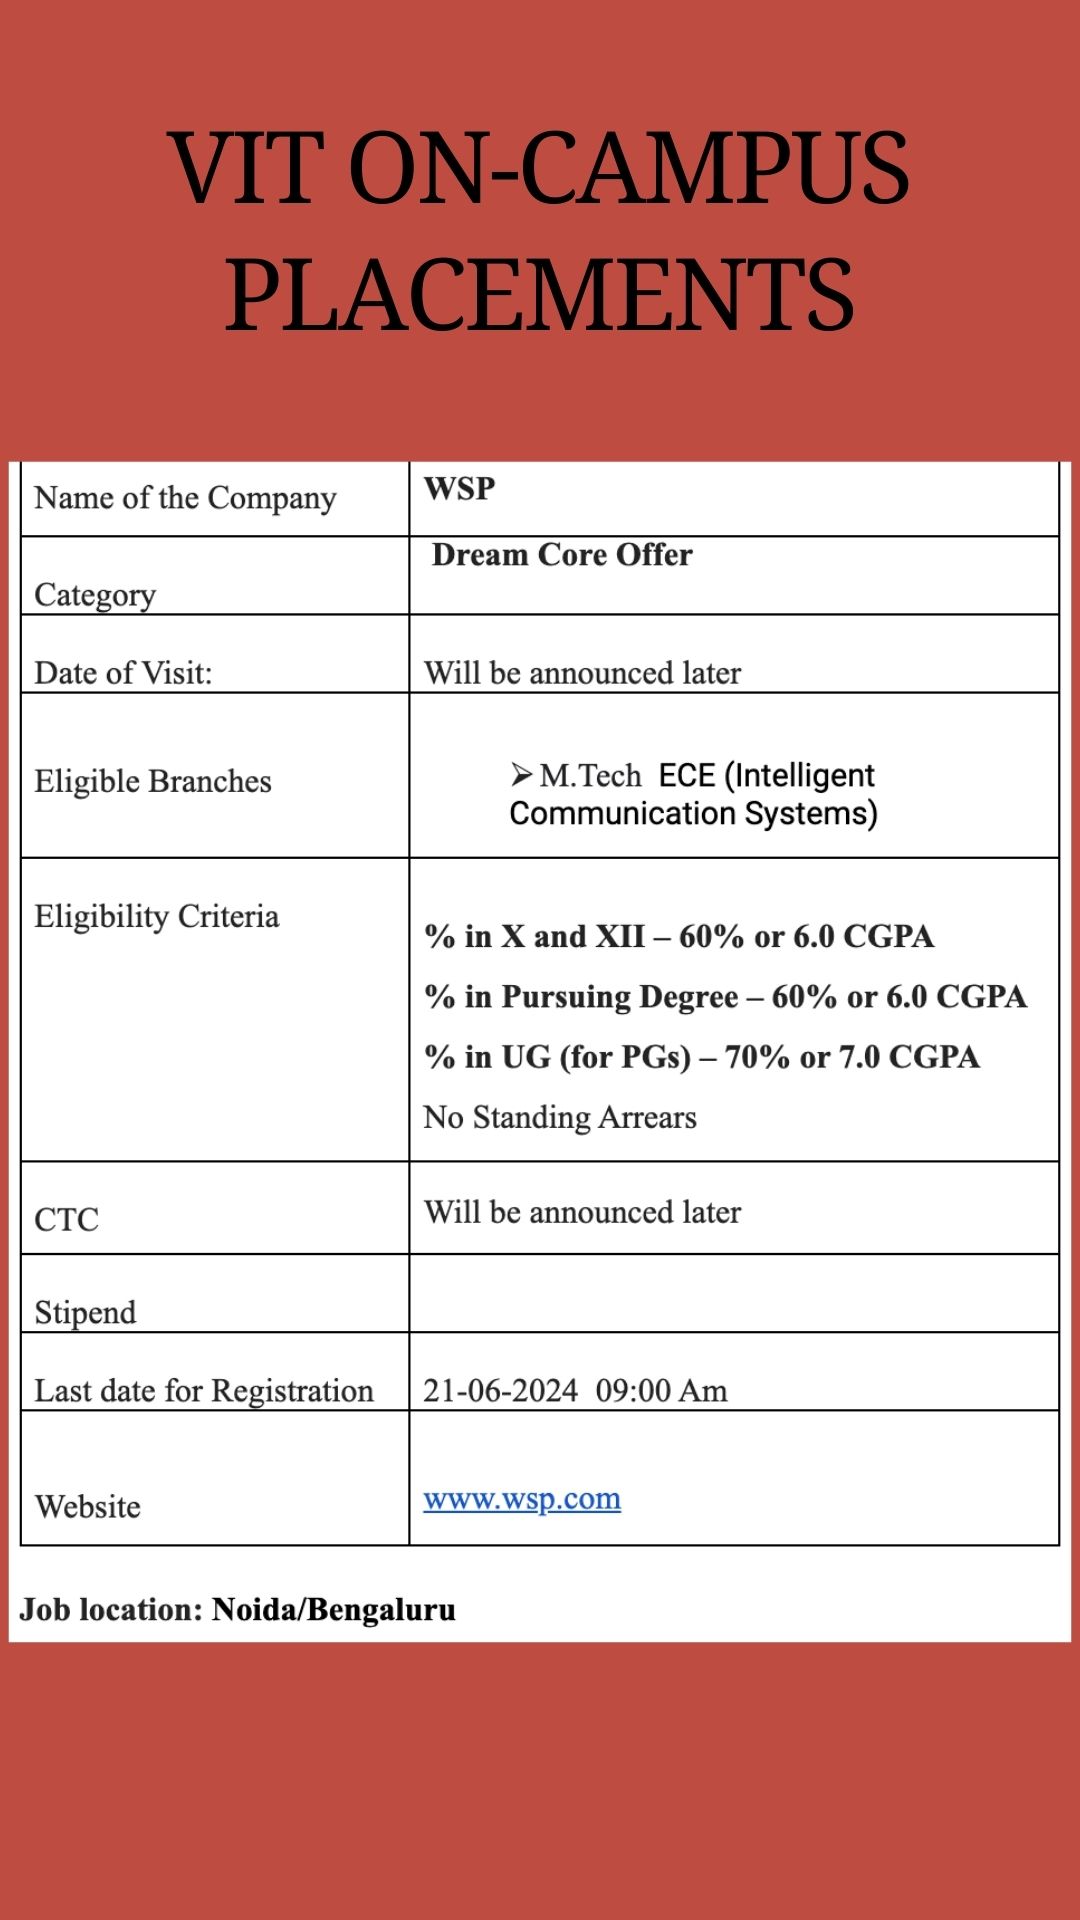 VIT ON-CAMPUS
PLACEMENTS
Name of the Company WSP
Category Dream Core Offer
Date of Visit: Will be announced later
Eligible Branches ➢ M.Tech ECE (Intelligent
Communication Systems)
Eligibility Criteria
% in X and XII – 60% or 6.0 CGPA
% in Pursuing Degree – 60% or 6.0 CGPA
% in UG (for PGs) – 70% or 7.0 CGPA
No Standing Arrears
CTC Will be announced later
Stipend
Last date for Registration 21-06-2024 09:00 Am
Website www.wsp.com
Job location: Noida/Bengaluru